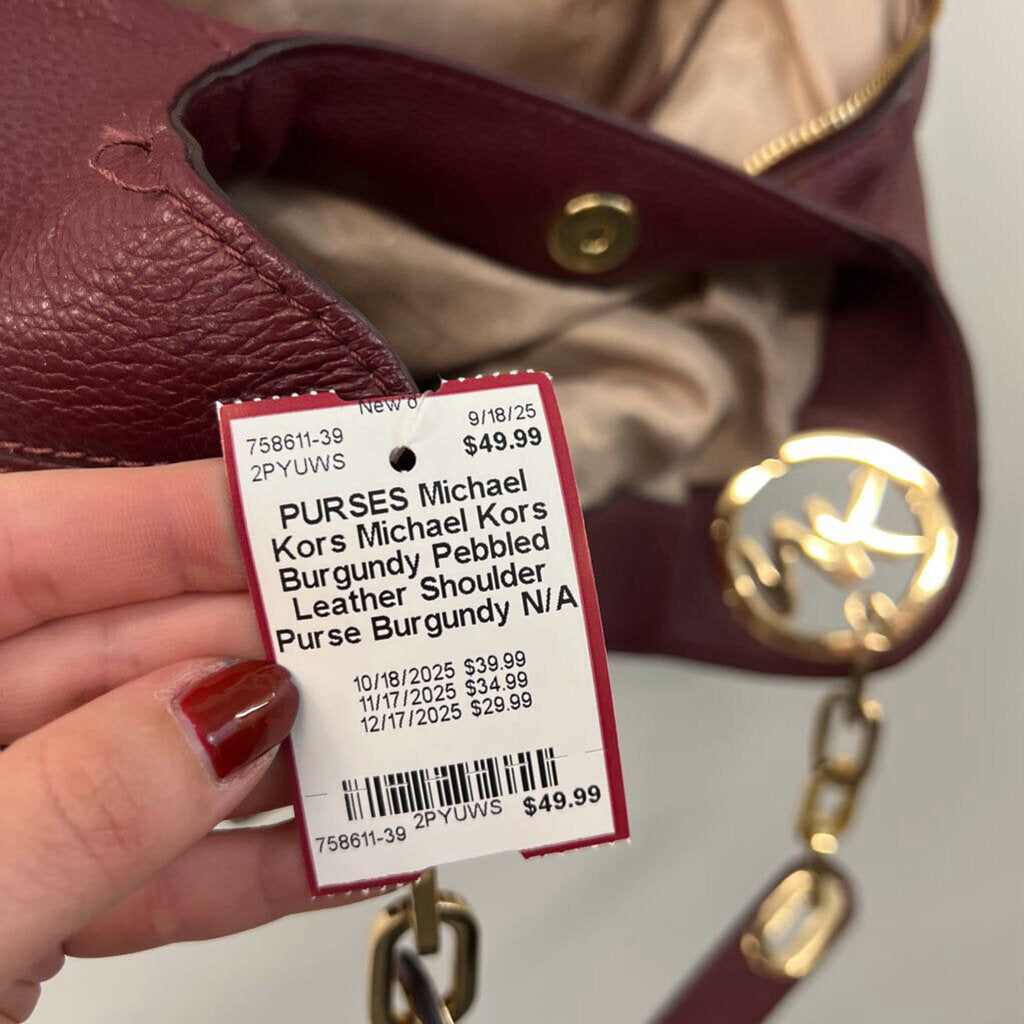 New'd
9/18/25
758611-39
$49.99
2PYUWS
PURSES Michael
Kors Michael Kors
Burgundy Pebbled
Leather Shoulder
Purse Burgundy N/A
10/18/2025 $39.99
11/17/2025 $34.99
12/17/2025 $29.99
2PYUWS $49.99
758611-39
MK